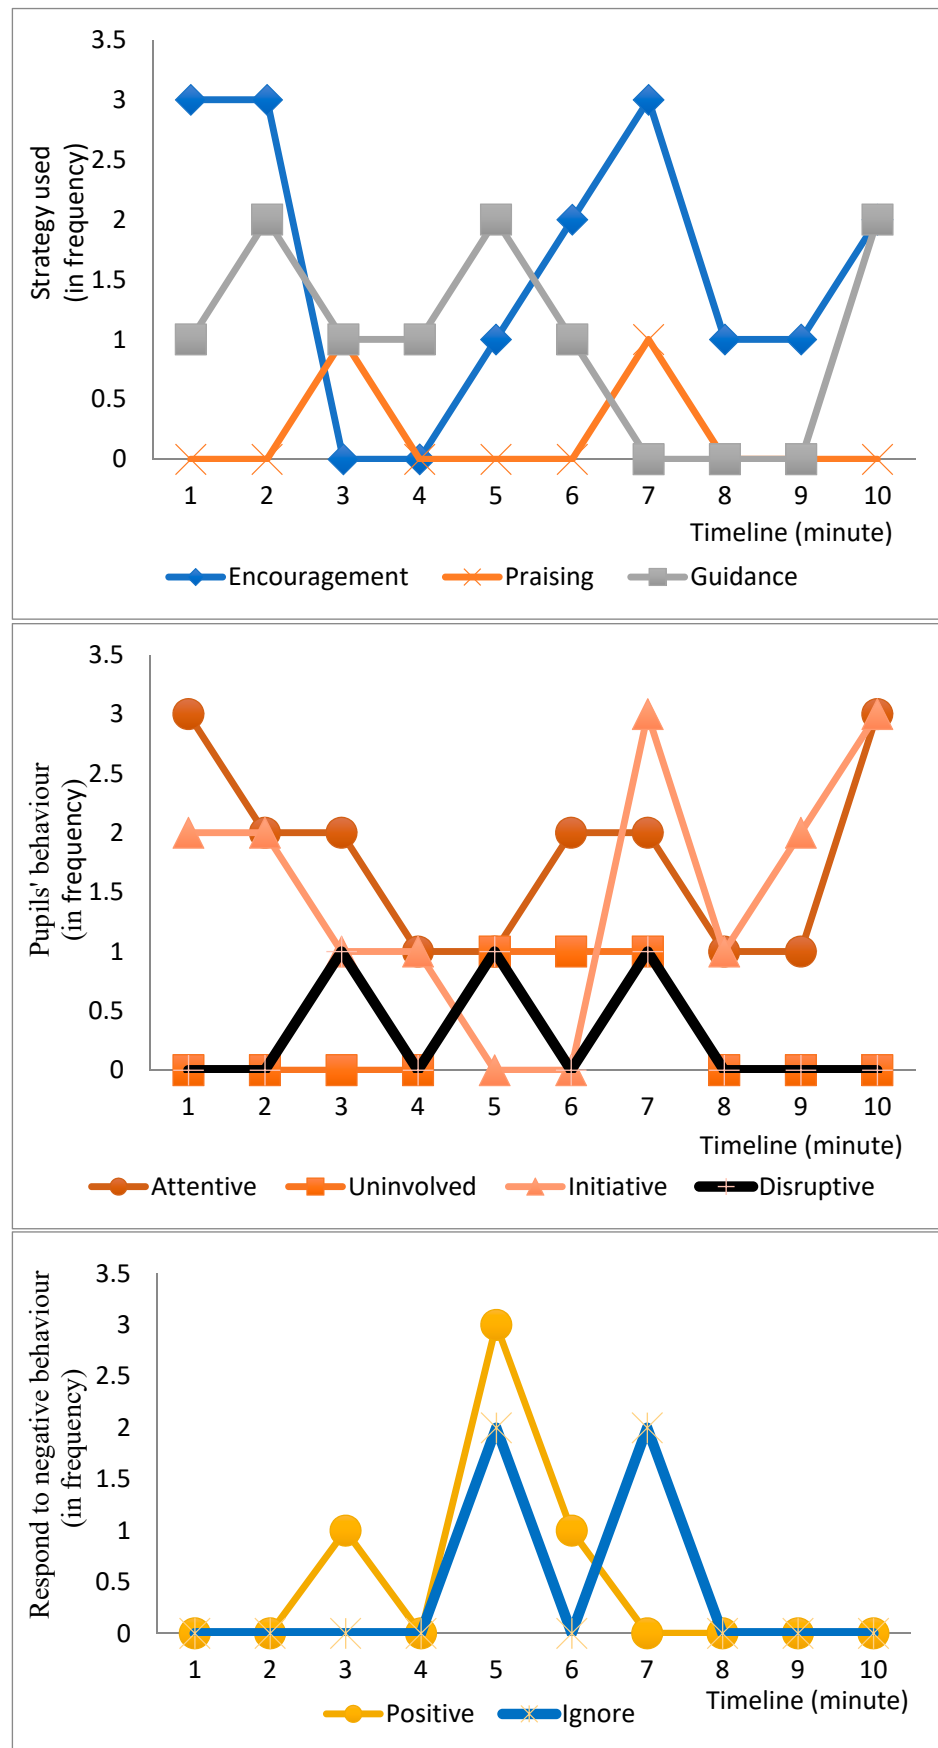 3.5
3
2.5
2
1.5
1
0.5
0
Strategy used
(in frequency)
1 2 3 4 5 6 7 8 9 10
Timeline (minute)
Encouragement Praising Guidance
3.5
3
2.5
2
1.5
1
0.5
0
Pupils' behaviour
(in frequency)
1 2 3 4 5 6 7 8 9 10
Timeline (minute)
Attentive Uninvolved Initiative Disruptive
3.5
3
2.5
2
1.5
1
0.5
0
Respond to negative behaviour
(in frequency)
1 2 3 4 5 6 7 8 9 10
Timeline (minute)
Positive Ignore